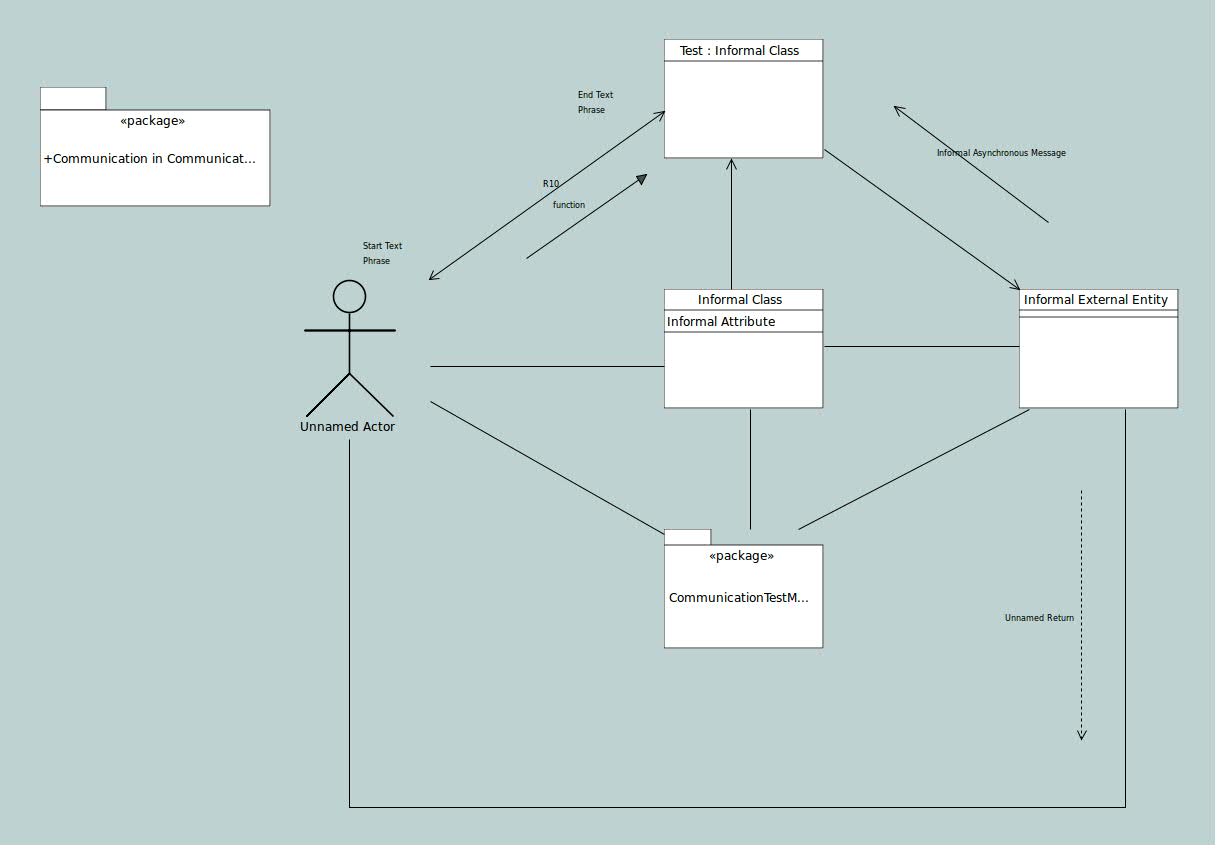 Test : Informal Class
End Text
Phrase
«package»
+Communication in Communicat...
Informal Asynchronous Message
R10
function
Start Text
Phrase
Informal Class
Informal External Entity
Informal Attribute
Unnamed Actor
«package»
CommunicationTestM...
Unnamed Return